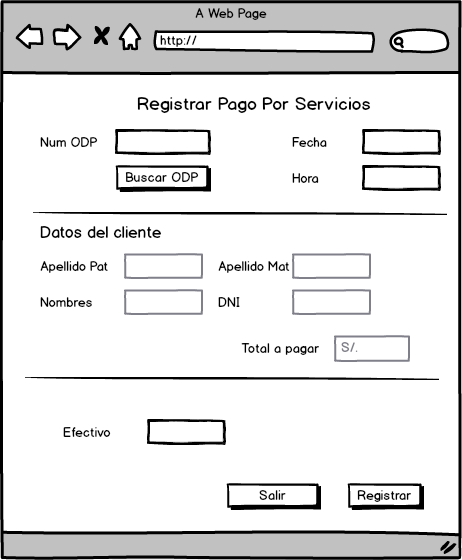 A Web Page
http://
Registrar Pago Por Servicios
Num ODP Fecha
Buscar ODP Hora
Datos del cliente
Apellido Pat Apellido Mat
Nombres DNI
Total a pagar S/.
Efectivo
Salir Registrar